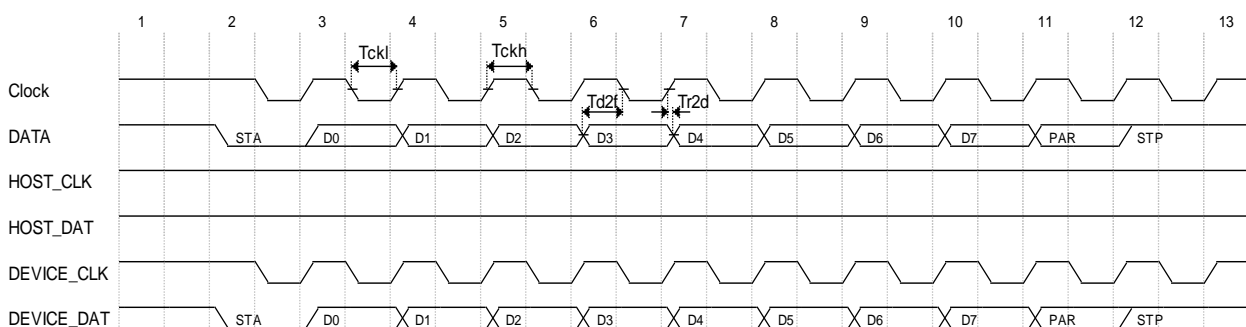 1 2 3 4 5 6 7 8 9 10 11 12 13
Tckl Tckh
Clock
Td2f Tr2d
DATA STA D0 D1 D2 D3 D4 D5 D6 D7 PAR STP
HOST_CLK
HOST_DAT
DEVICE_CLK
DEVICE_DAT STA D0 D1 D2 D3 D4 D5 D6 D7 PAR STP